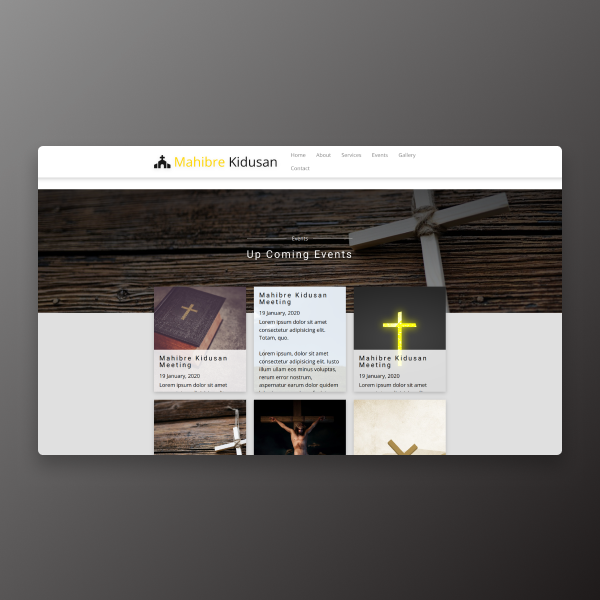 Mahibre Kidusan
Home About Services Events Gallery
Contact
Events
Up Coming Events
Mahibre Kidusan
Meeting
19 January, 2020
Lorem ipsum dolor sit amet
Mahibre Kidusan
Meeting
19 January, 2020
Lorem ipsum dolor sit amet
consectetur adipisicing elit.
Totam, quo.
Lorem ipsum, dolor sit amet
consectetur adipisicing elit. Iusto
illum ullam eos minus voluptas,
rerum error nostrum,
aspernatur earum dolor quidem
Mahibre Kidusan
Meeting
19 January, 2020
Lorem ipsum dolor sit amet